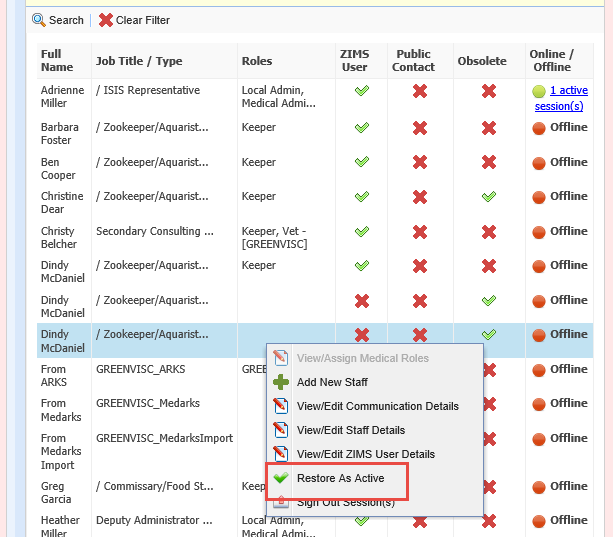 Search Clear Filter
Full Name Job Title / Type Roles ZIMS User Public Contact Obsolete Online / Offline
Adrienne Miller / ISIS Representative Local Admin, Medical Admi... 1 active session(s)
Barbara Foster / Zookeeper/Aquarist... Keeper Offline
Ben Cooper / Zookeeper/Aquarist... Keeper Offline
Christine Dear / Zookeeper/Aquarist... Keeper Offline
Christy Belcher Secondary Consulting ... Keeper, Vet - [GREENVISC] Offline
Dindy McDaniel / Zookeeper/Aquarist... Keeper Offline
Dindy McDaniel / Zookeeper/Aquarist... Offline
Dindy McDaniel / Zookeeper/Aquarist... Offline
From ARKS GREENVISC_ARKS GRE Offline
From Medarks GREENVISC_Medarks Offline
From Medarks Import GREENVISC_MedarksImport Offline
Greg Garcia / Commissary/Food St... Keep Offline
Heather Miller Deputy Administrator ... Local Admin, Medical Admi... Offline
View/Assign Medical Roles
Add New Staff
View/Edit Communication Details
View/Edit Staff Details
View/Edit ZIMS User Details
Restore As Active
Sign Out Session(s)